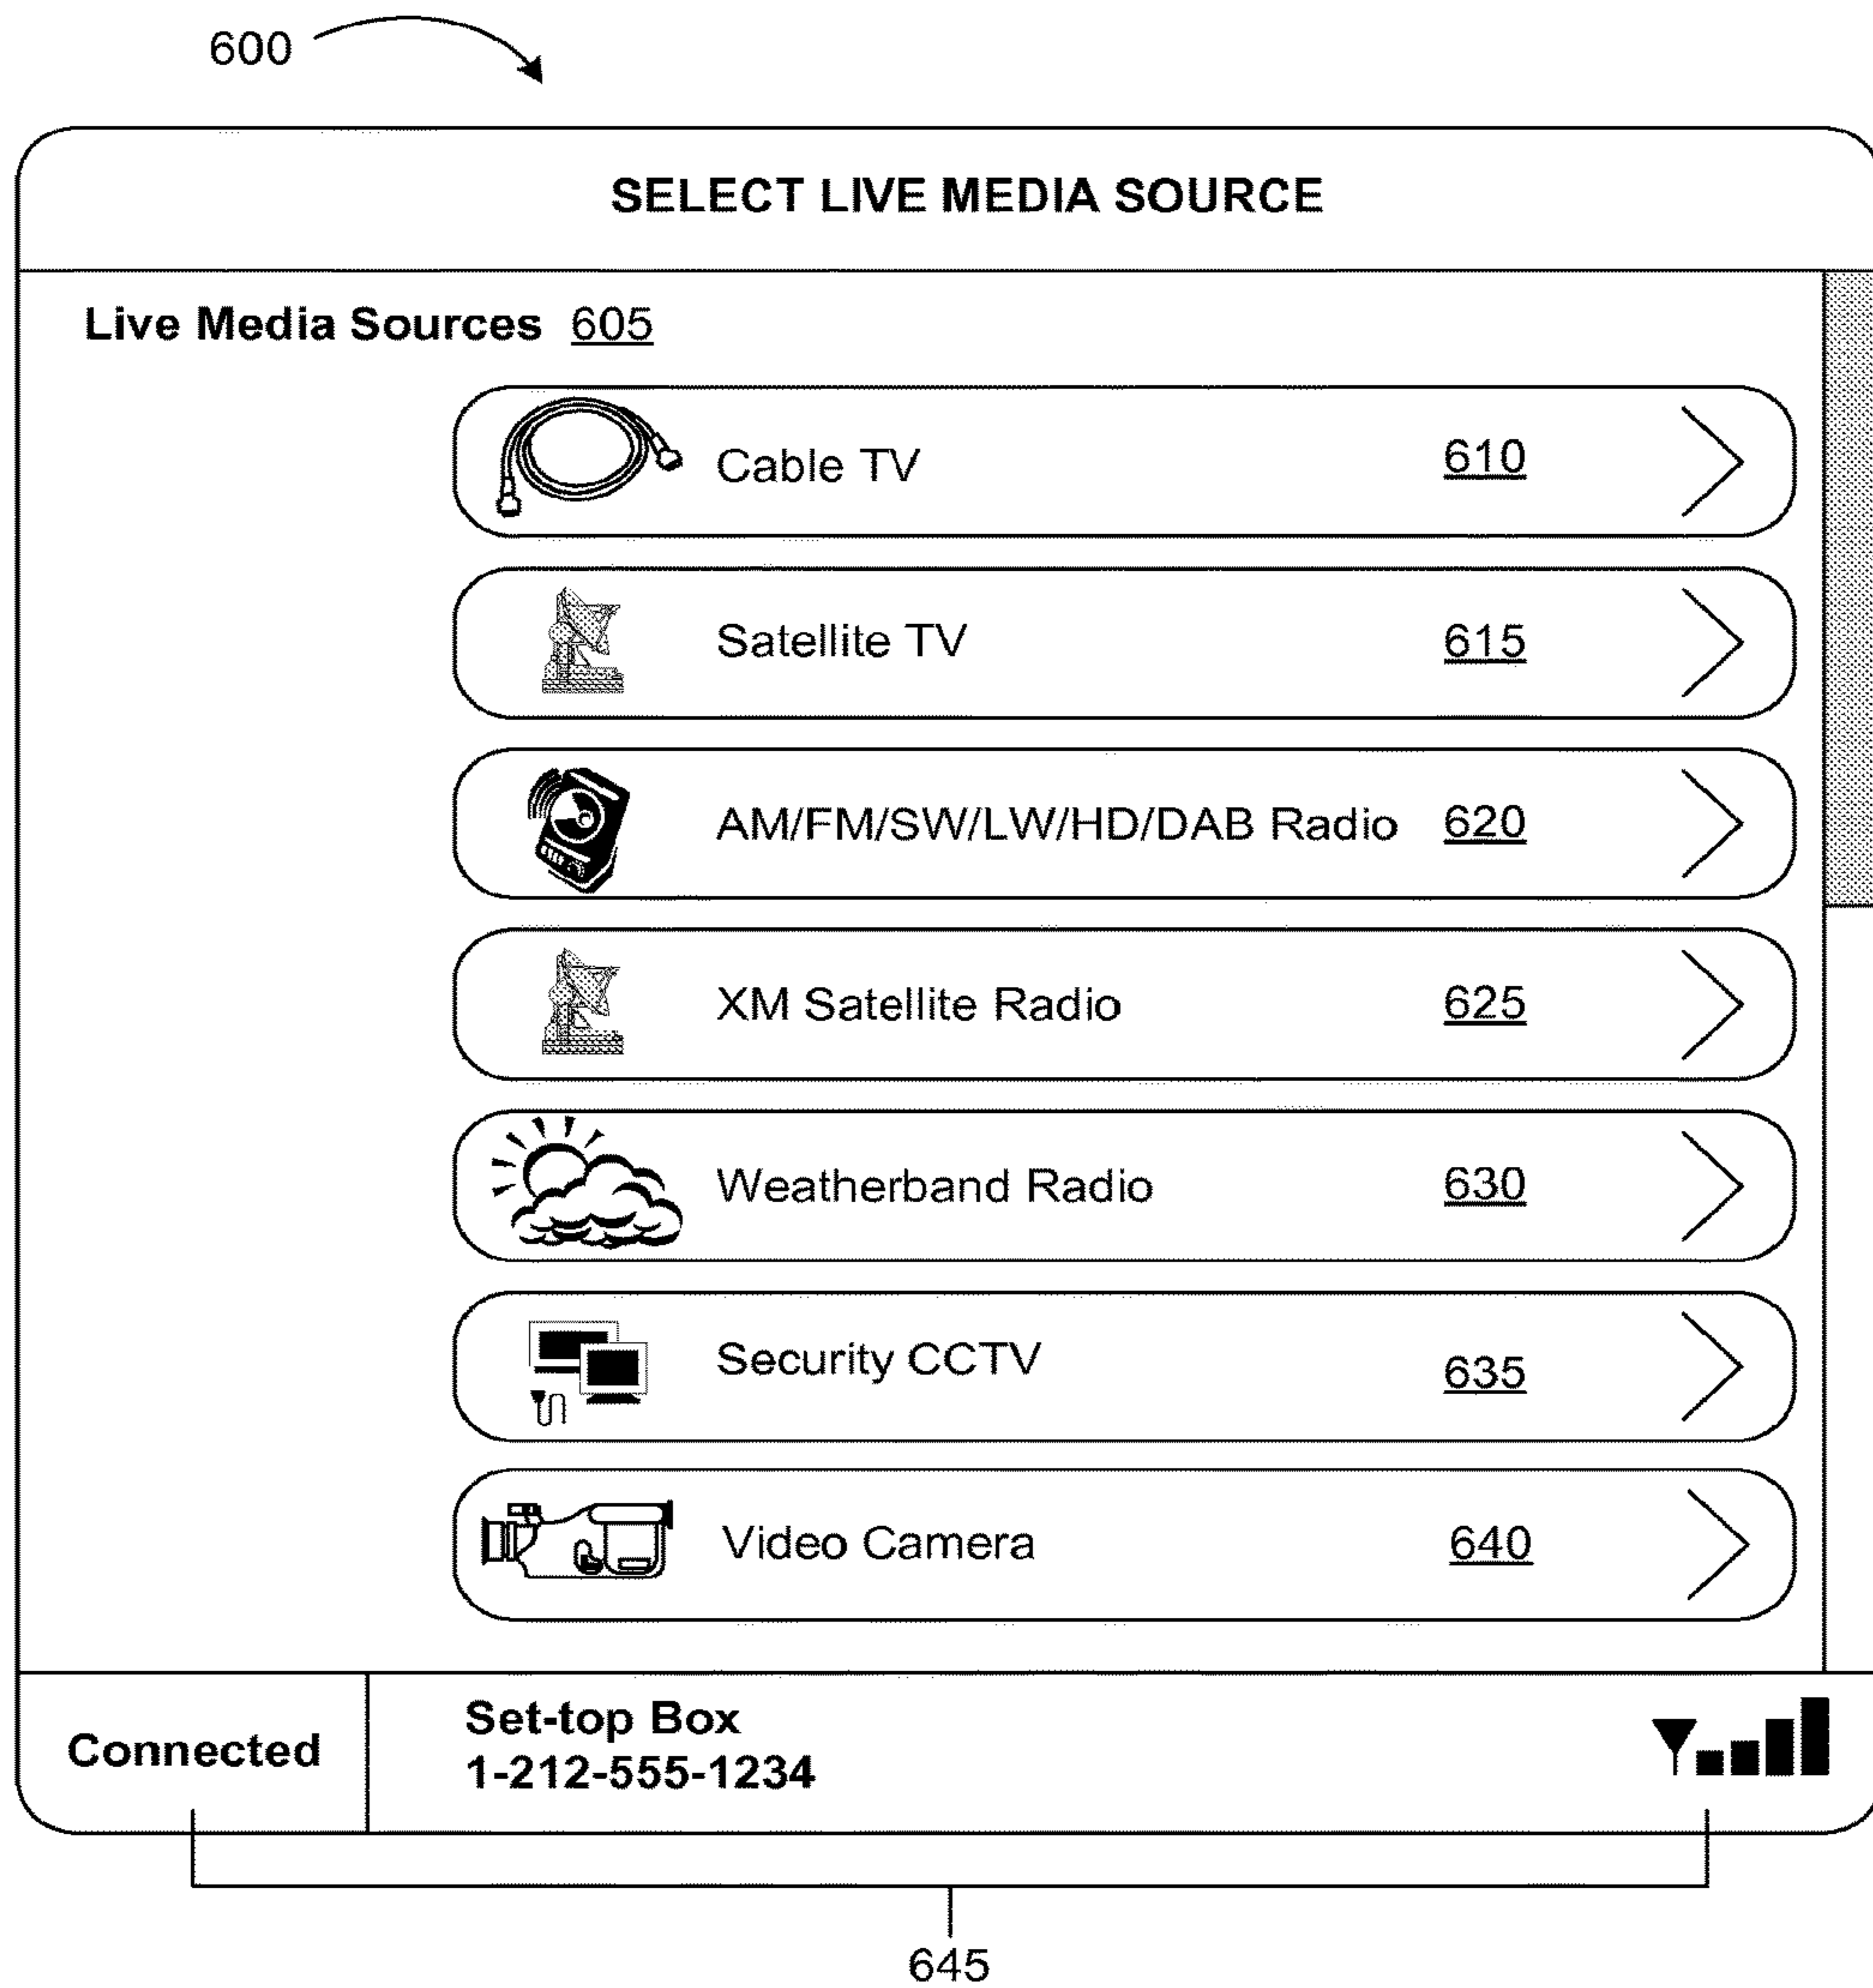 600
SELECT LIVE MEDIA SOURCE
Live Media Sources 605
Cable TV 610
Satellite TV 615
AM/FM/SW/LW/HD/DAB Radio 620
XM Satellite Radio 625
Weatherband Radio 630
Security CCTV 635
Video Camera 640
Connected
Set-top Box
1-212-555-1234
645